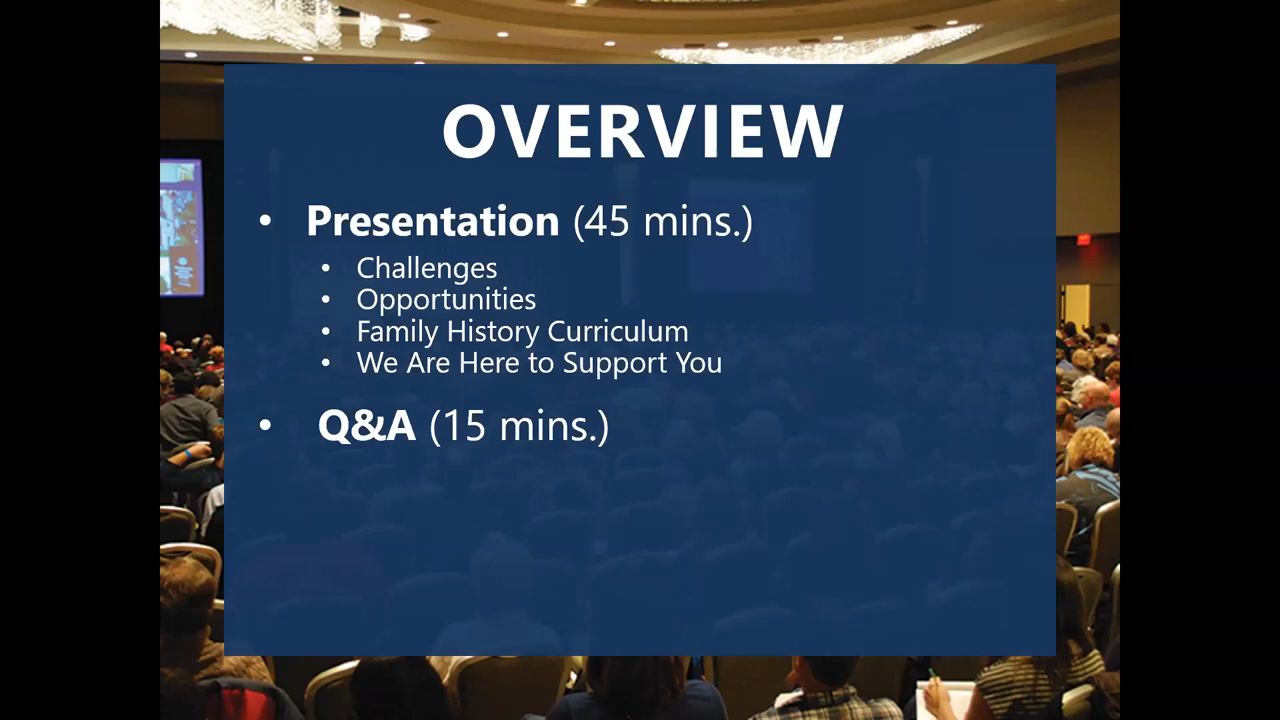 OVERVIEW
• Presentation (45 mins.)
• Challenges
• Opportunities
• Family History Curriculum
• We Are Here to Support You
• Q&A (15 mins.)